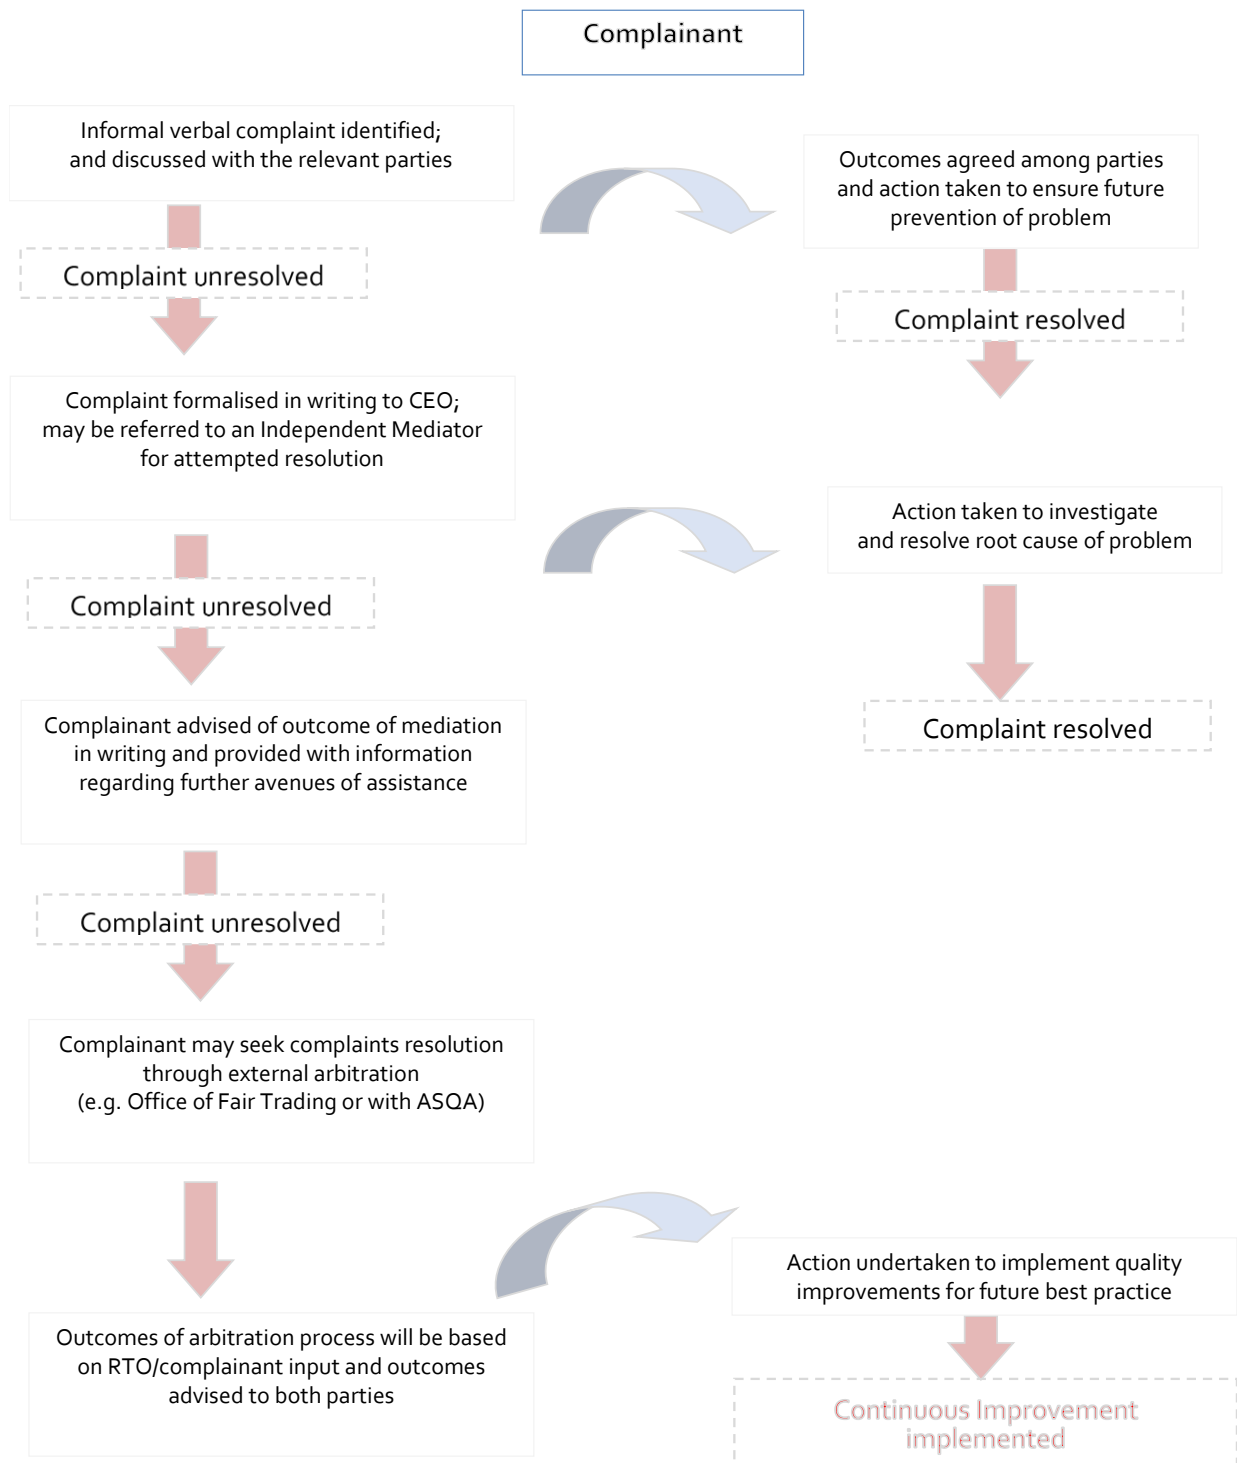 Complainant
Informal verbal complaint identified;
and discussed with the relevant parties
Outcomes agreed among parties
and action taken to ensure future
prevention of problem
Complaint unresolved
Complaint resolved
Complaint formalised in writing to CEO;
may be referred to an Independent Mediator
for attempted resolution
Action taken to investigate
and resolve root cause of problem
Complaint unresolved
Complainant advised of outcome of mediation
in writing and provided with information
regarding further avenues of assistance
Complaint resolved
Complaint unresolved
Complainant may seek complaints resolution
through external arbitration
(e.g. Office of Fair Trading or with ASQA)
Action undertaken to implement quality
improvements for future best practice
Outcomes of arbitration process will be based
on RTO/complainant input and outcomes
advised to both parties
Continuous Improvement
implemented